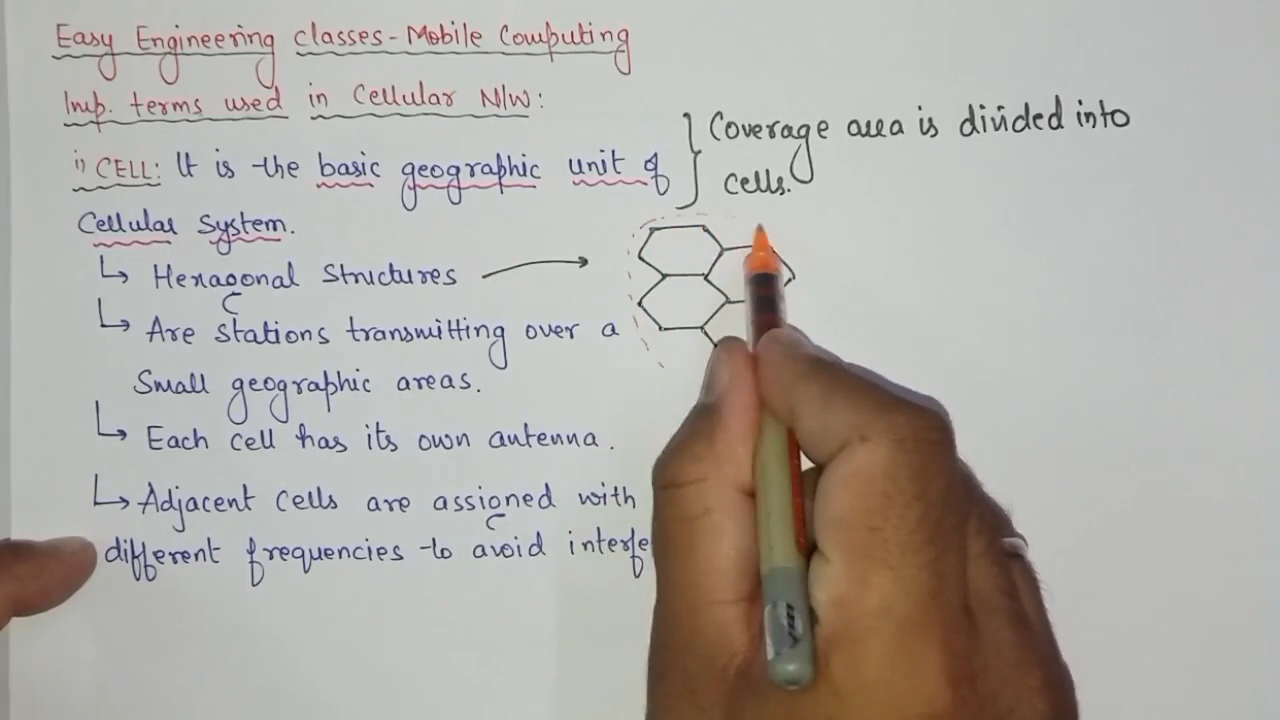 Easy Engineering classes - Mobile Computing
Imp. terms used in Cellular N/W:
i) CELL: It is the basic geographic unit of
Cellular System.
} Coverage area is divided into
cells.
↳ Hexagonal Structures →
↳ Are stations transmitting over a
Small geographic areas.
↳ Each cell has its own antenna.
↳ Adjacent cells are assigned with
different frequencies to avoid